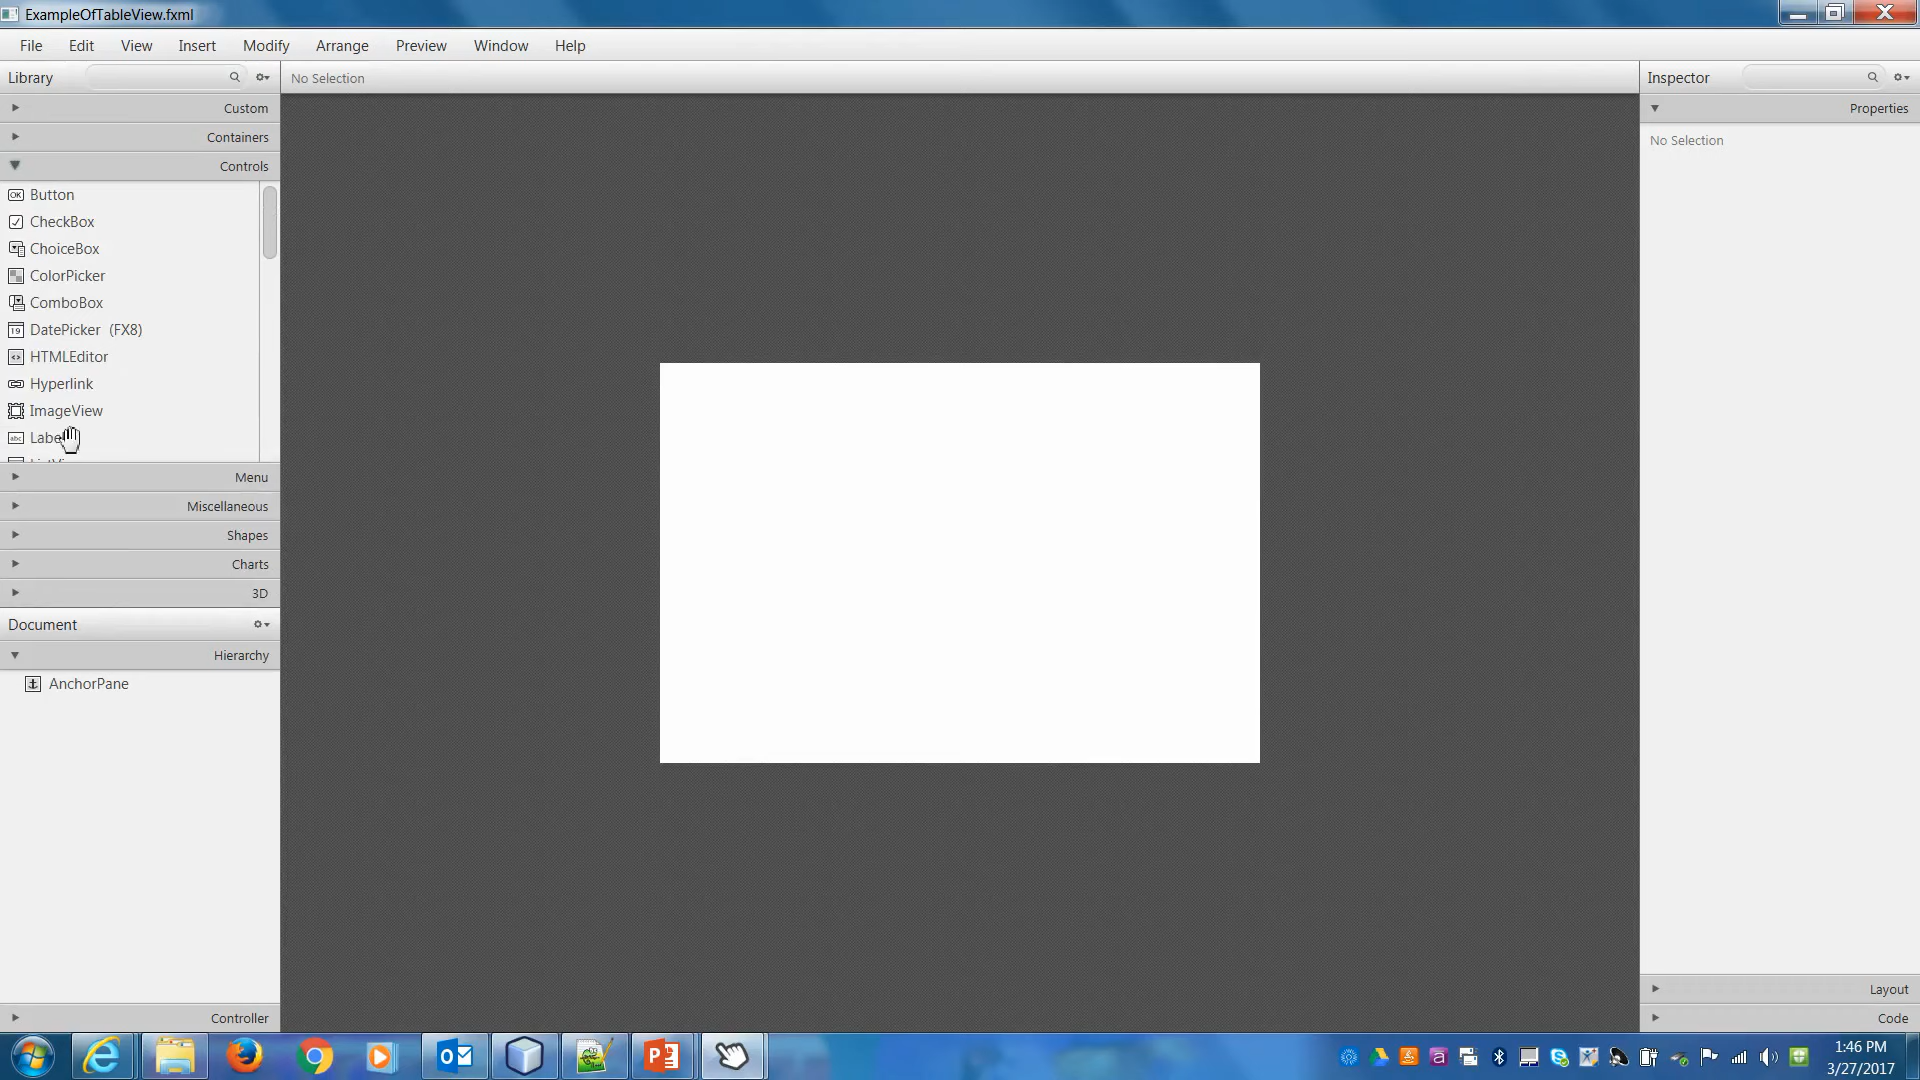 ExampleOfTableView.fxml
File Edit View Insert Modify Arrange Preview Window Help
Library
No Selection
Inspector
Custom
Containers
Controls
Button
CheckBox
ChoiceBox
ColorPicker
ComboBox
DatePicker (FX8)
HTMLEditor
Hyperlink
ImageView
Menu
Miscellaneous
Shapes
Charts
3D
Document
Hierarchy
AnchorPane
Controller
Properties
No Selection
Layout
Code
1:46 PM
3/27/2017